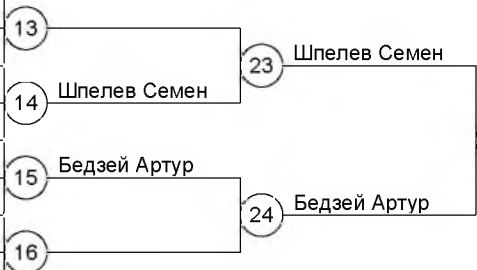 13
23 Шпелев Семен
14 Шпелев Семен
15 Бедзей Артур
24 Бедзей Артур
16